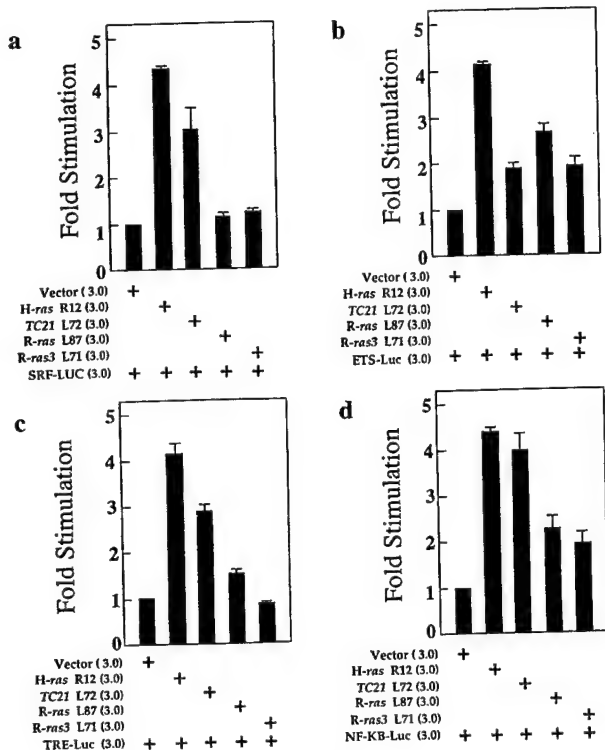 a
Fold Stimulation
5
4
3
2
1
0
Vector (3.0) +
H-ras R12 (3.0) +
TC21 L72 (3.0) +
R-ras L87 (3.0) +
R-ras3 L71 (3.0) +
SRF-LUC (3.0) + + + + +
b
Fold Stimulation
5
4
3
2
1
0
Vector (3.0) +
H-ras R12 (3.0) +
TC21 L72 (3.0) +
R-ras L87 (3.0) +
R-ras3 L71 (3.0) +
ETS-Luc (3.0) + + + + +
c
Fold Stimulation
5
4
3
2
1
0
Vector (3.0) +
H-ras R12 (3.0) +
TC21 L72 (3.0) +
R-ras L87 (3.0) +
R-ras3 L71 (3.0) +
TRE-Luc (3.0) + + + + +
d
Fold Stimulation
5
4
3
2
1
0
Vector (3.0) +
H-ras R12 (3.0) +
TC21 L72 (3.0) +
R-ras L87 (3.0) +
R-ras3 L71 (3.0) +
NF-KB-Luc (3.0) + + + + +